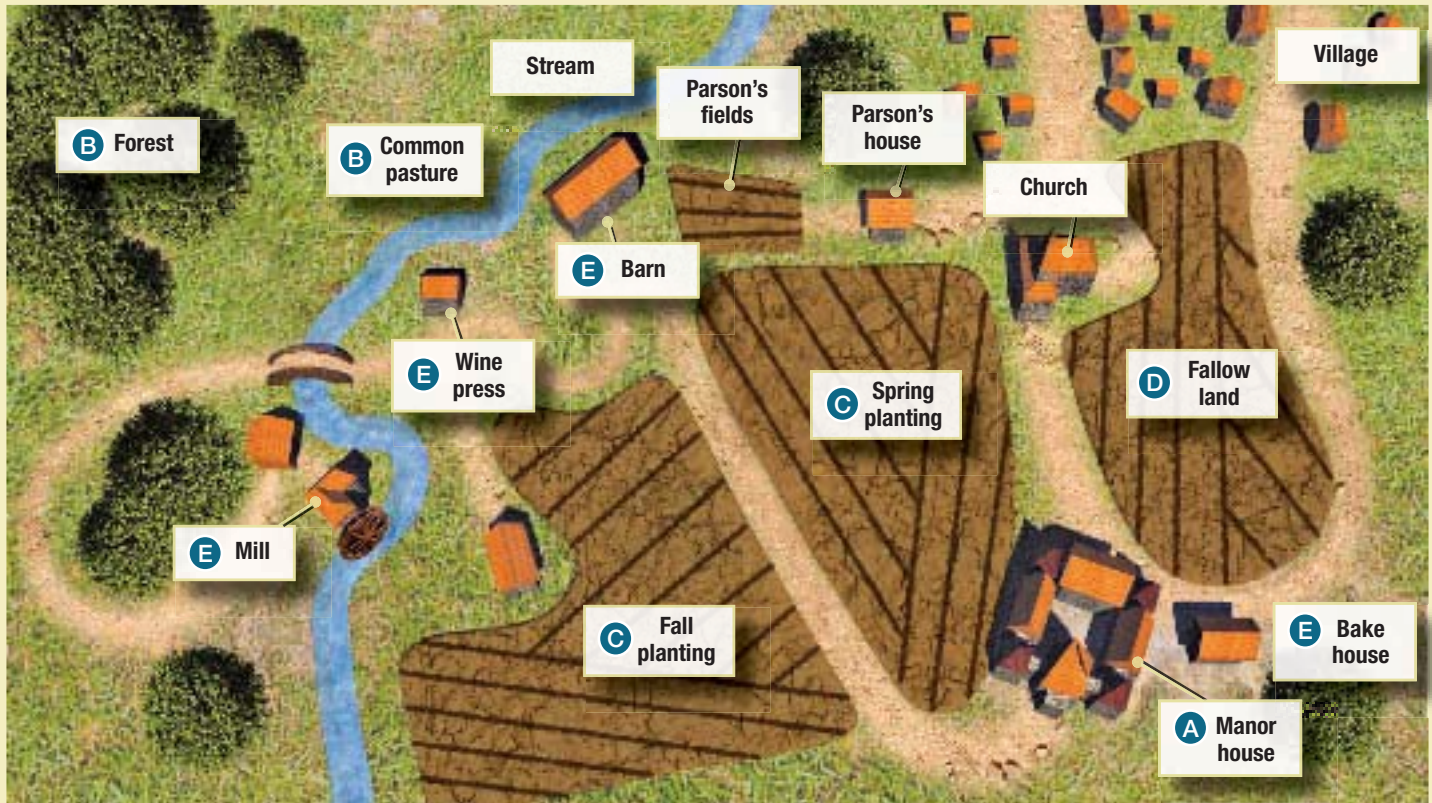 Stream
Village
Parson's
fields
Parson's
house
B Forest
B Common
pasture
Church
E Barn
E Wine
press
C Spring
planting
D Fallow
land
E Mill
C Fall
planting
E Bake
house
A Manor
house